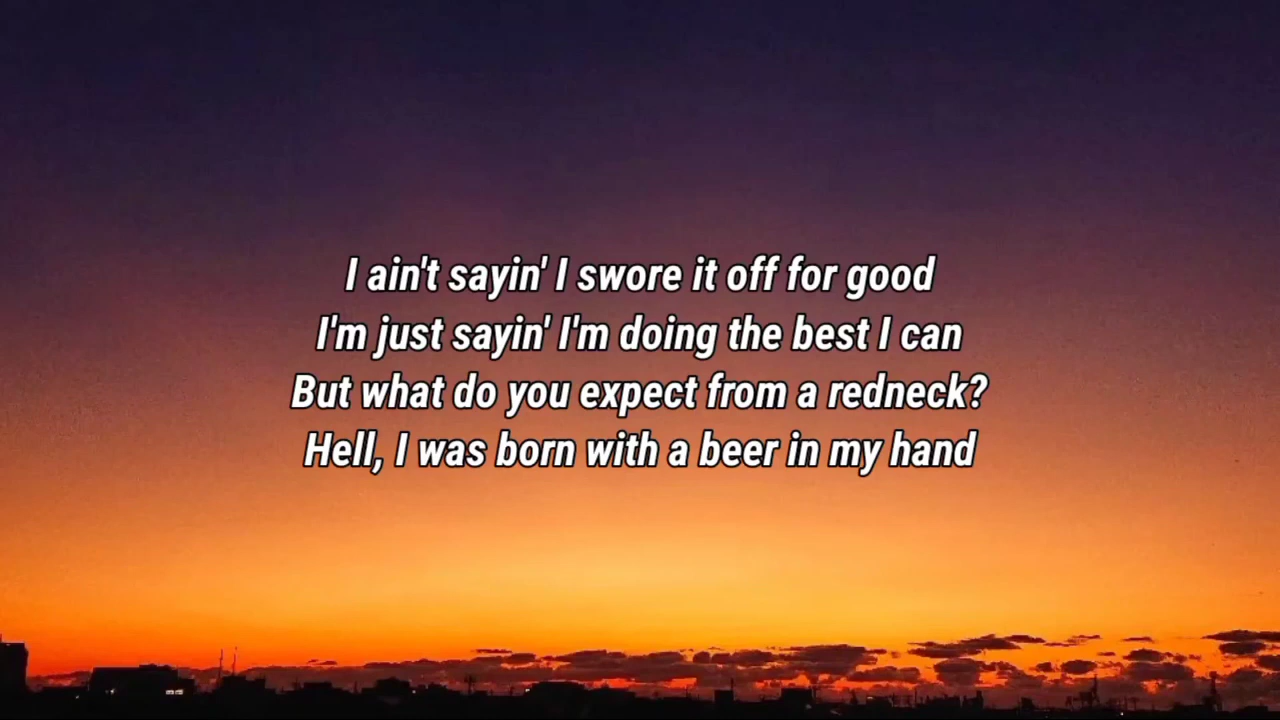 I ain't sayin' I swore it off for good
I'm just sayin' I'm doing the best I can
But what do you expect from a redneck?
Hell, I was born with a beer in my hand